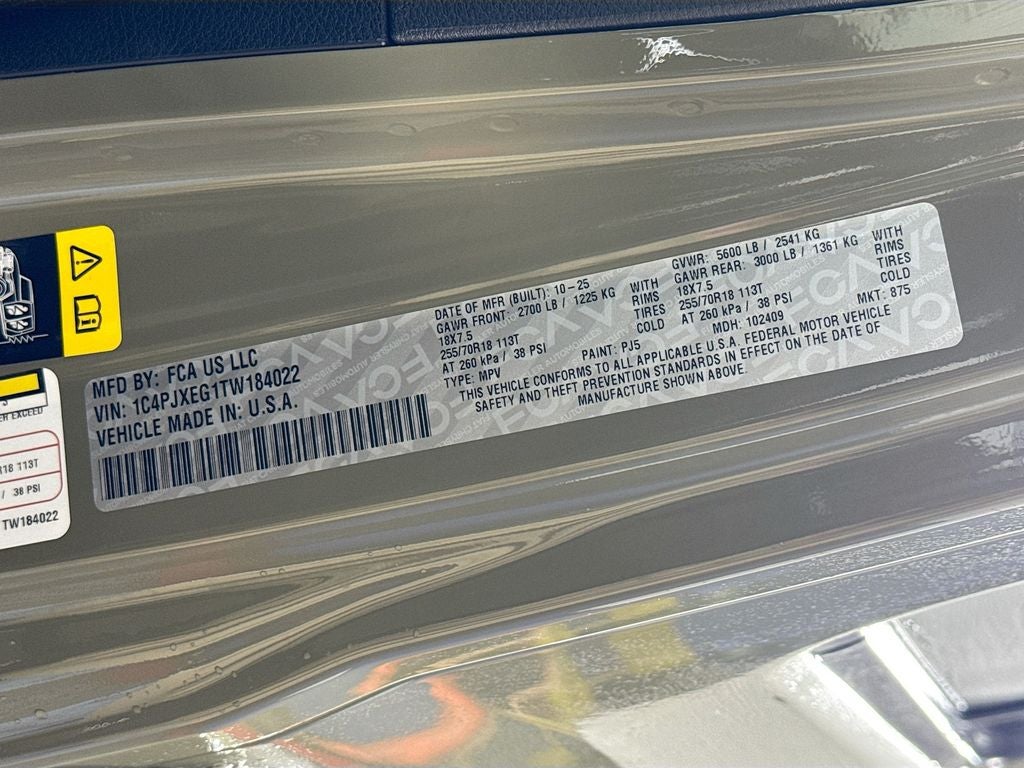 MFD BY: FCA US LLC
VIN: 1C4PJXEG1TW184022
VEHICLE MADE IN: U.S.A.
DATE OF MFR (BUILT): 10-25 GVWR: 5600 LB / 2541 KG
GAWR FRONT: 2700 LB / 1225 KG WITH GAWR REAR: 3000 LB / 1361 KG WITH
18X7.5 RIMS 18X7.5 RIMS
255/70R18 113T TIRES 255/70R18 113T TIRES
AT 260 kPa / 38 PSI COLD AT 260 kPa / 38 PSI COLD
TYPE: MPV PAINT: PJ5 MDH: 102409 MKT: 875
THIS VEHICLE CONFORMS TO ALL APPLICABLE U.S.A. FEDERAL MOTOR VEHICLE
SAFETY AND THEFT PREVENTION STANDARDS IN EFFECT ON THE DATE OF
MANUFACTURE SHOWN ABOVE.
EXCEED
R18 113T
/ 38 PSI
TW184022